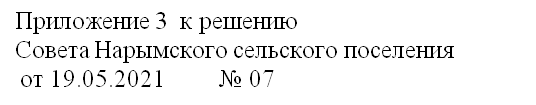 Приложение 3 к решению
Совета Нарымского сельского поселения
от 19.05.2021 № 07